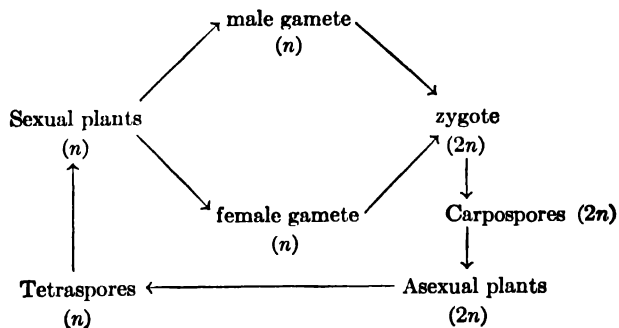 male gamete
(n)
Sexual plants
(n)
zygote
(2n)
female gamete
(n)
Carpospores (2n)
Tetraspores
(n)
Asexual plants
(2n)